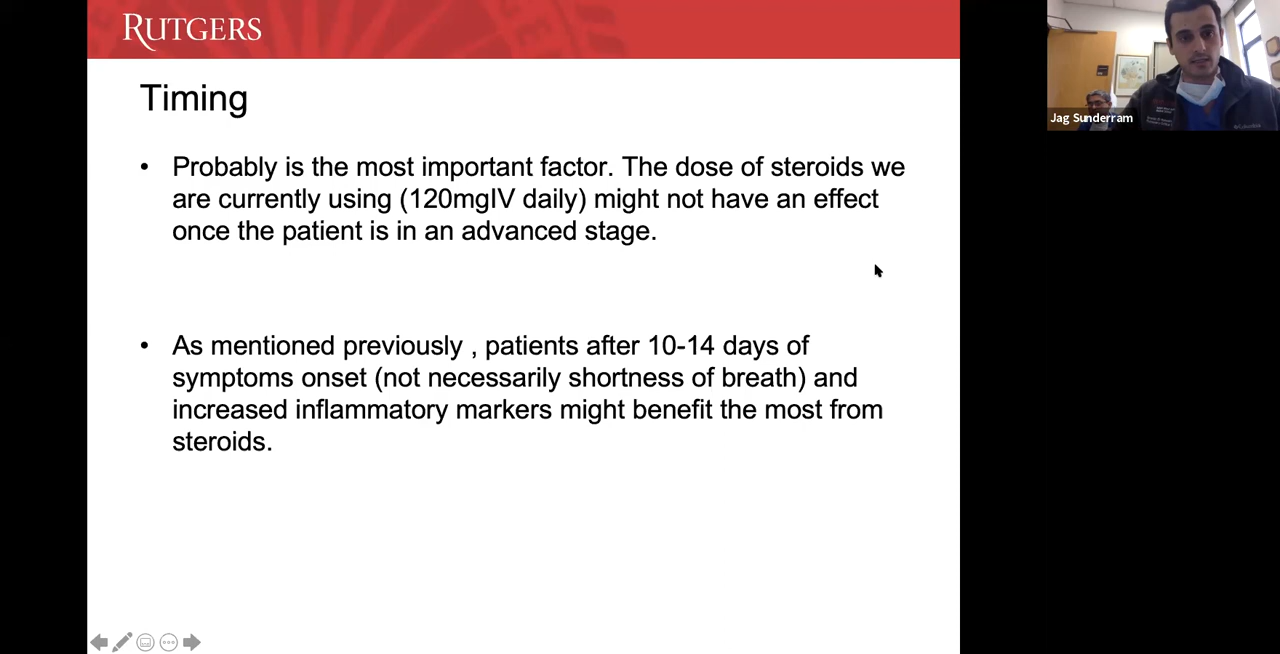 RUTGERS
Timing
• Probably is the most important factor. The dose of steroids we
are currently using (120mgIV daily) might not have an effect
once the patient is in an advanced stage.
• As mentioned previously , patients after 10-14 days of
symptoms onset (not necessarily shortness of breath) and
increased inflammatory markers might benefit the most from
steroids.
Jag Sunderram